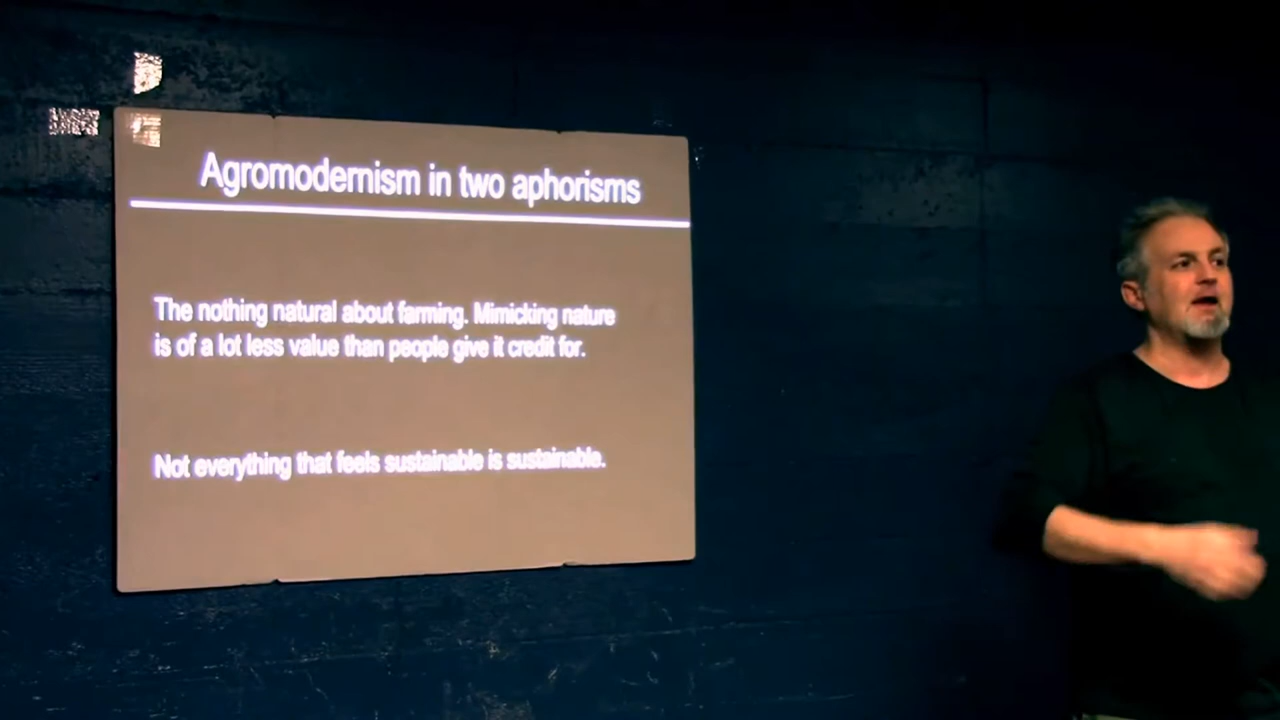 Agromodernism in two aphorisms
The nothing natural about farming. Mimicking nature
is of a lot less value than people give it credit for.
Not everything that feels sustainable is sustainable.